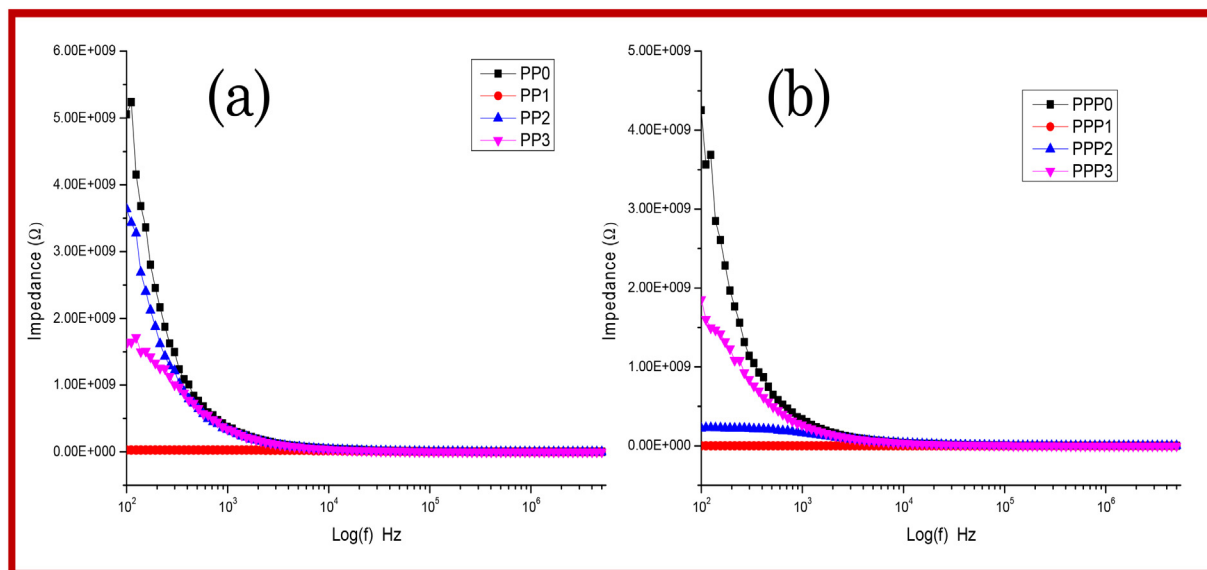 (a)
6.00E+009
5.00E+009
4.00E+009
3.00E+009
2.00E+009
1.00E+009
0.00E+000
Impedance (Ω)
PP0
PP1
PP2
PP3
10² 10³ 10⁴ 10⁵ 10⁶
Log(f) Hz
(b)
5.00E+009
4.00E+009
3.00E+009
2.00E+009
1.00E+009
0.00E+000
Impedance (Ω)
PPP0
PPP1
PPP2
PPP3
10² 10³ 10⁴ 10⁵ 10⁶
Log(f) Hz